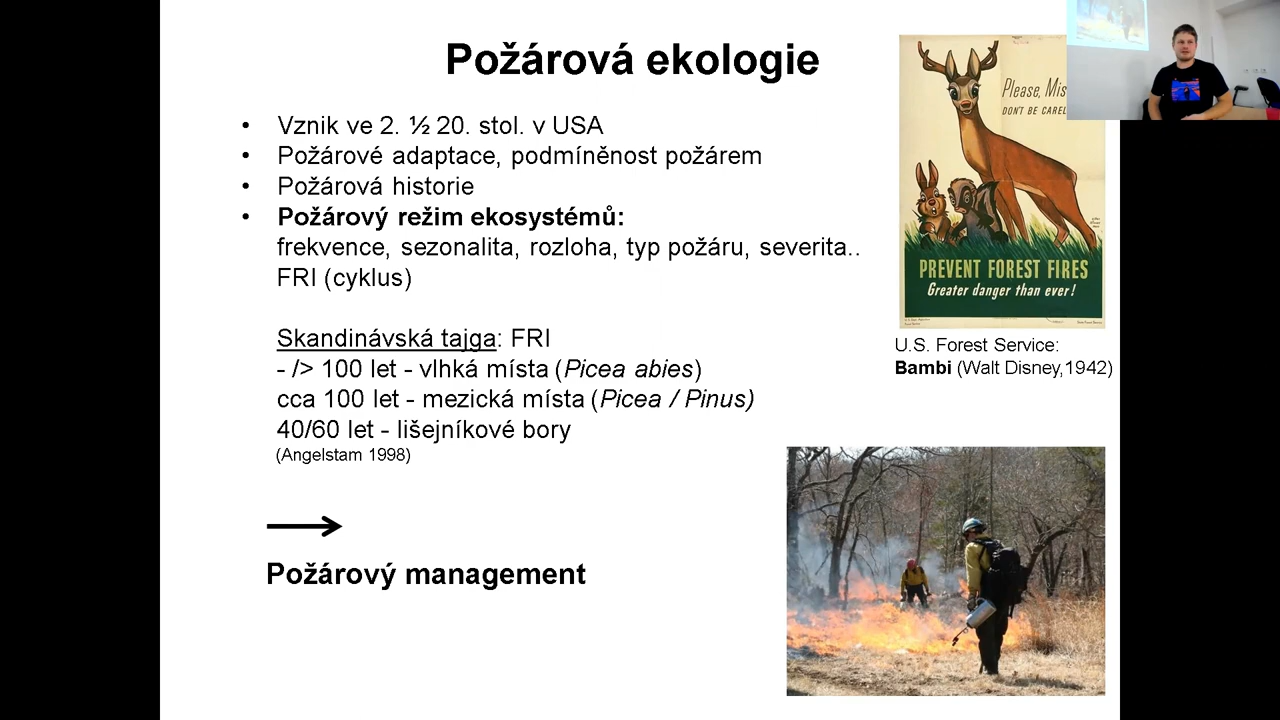 Požárová ekologie
• Vznik ve 2. ½ 20. stol. v USA
• Požárové adaptace, podmíněnost požárem
• Požárová historie
• Požárový režim ekosystémů:
frekvence, sezonalita, rozloha, typ požáru, severita..
FRI (cyklus)
Skandinávská tajga: FRI
- /> 100 let - vlhká místa (Picea abies)
cca 100 let - mezická místa (Picea / Pinus)
40/60 let - lišejníkové bory
(Angelstam 1998)
Požárový management
Please, Mis
DON'T BE CAREL
PREVENT FOREST FIRES
Greater danger than ever!
U.S. Forest Service:
Bambi (Walt Disney,1942)